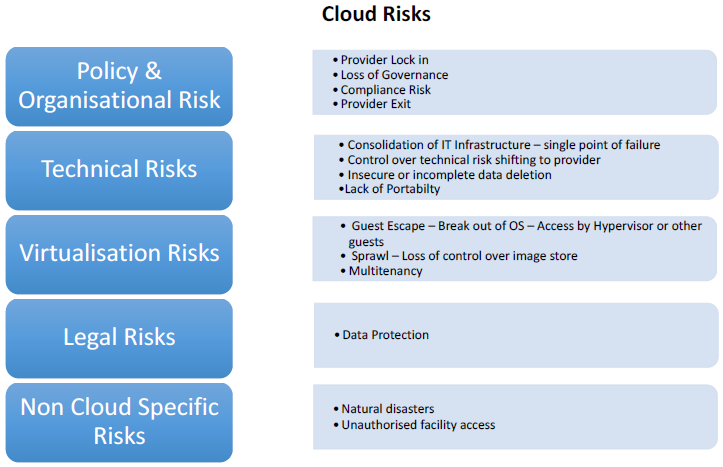 Cloud Risks
Policy &
Organisational Risk
• Provider Lock in
• Loss of Governance
• Compliance Risk
• Provider Exit
Technical Risks
• Consolidation of IT Infrastructure – single point of failure
• Control over technical risk shifting to provider
• Insecure or incomplete data deletion
•Lack of Portabilty
Virtualisation Risks
• Guest Escape – Break out of OS – Access by Hypervisor or other
guests
• Sprawl – Loss of control over image store
• Multitenancy
Legal Risks
• Data Protection
Non Cloud Specific
Risks
• Natural disasters
• Unauthorised facility access